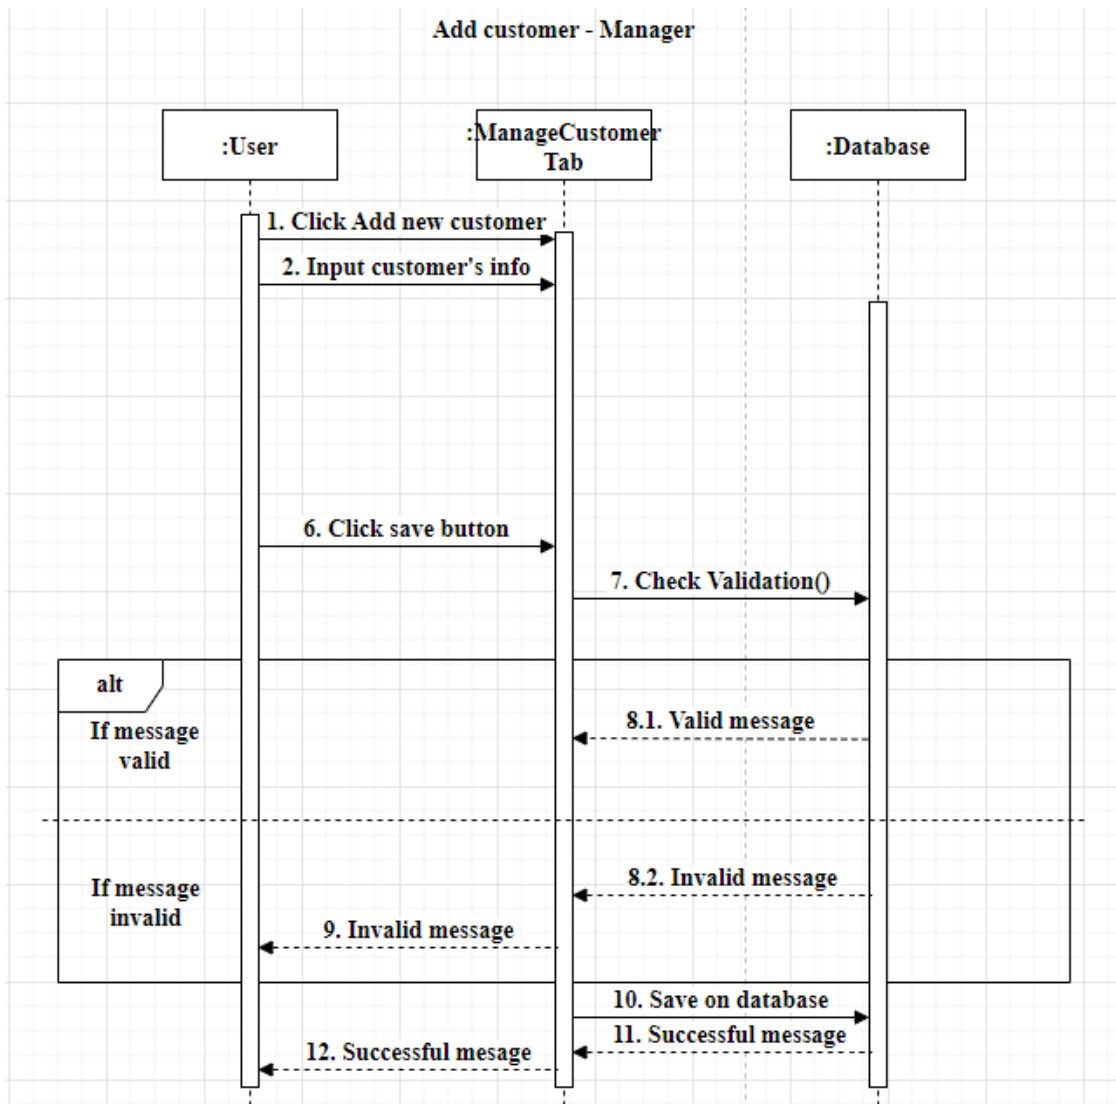 Add customer - Manager
:User
:ManageCustomer
Tab
:Database
1. Click Add new customer
2. Input customer's info
6. Click save button
7. Check Validation()
alt
If message
valid
8.1. Valid message
If message
invalid
8.2. Invalid message
9. Invalid message
10. Save on database
11. Successful message
12. Successful mesage